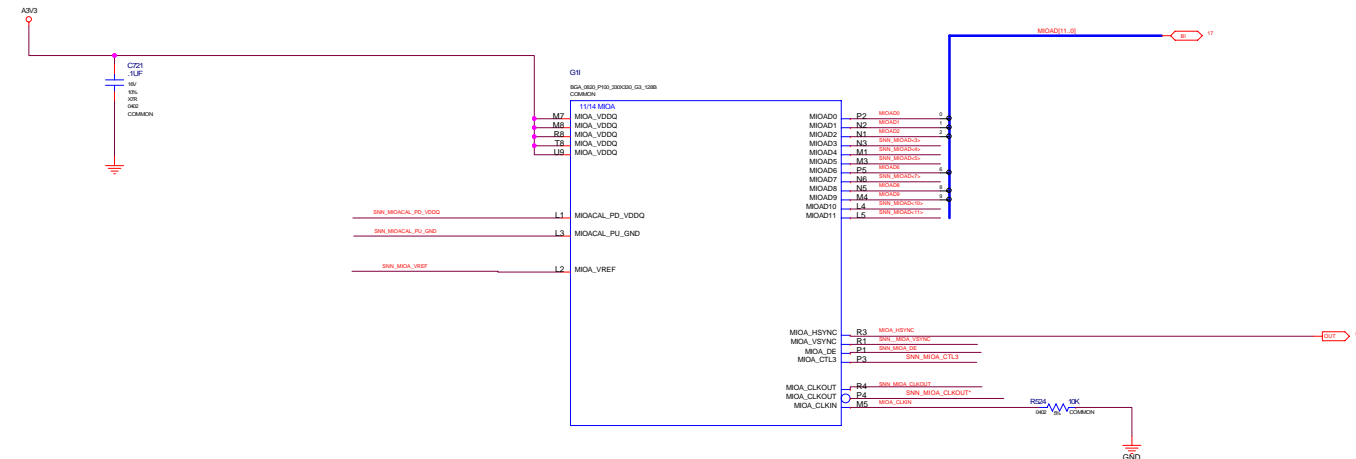 A3V3
C721
.1UF
16V
10%
X7R
0402
COMMON
G1I
BGA_0820_P100_330X330_G3_128B
COMMON
11/14 MIOA
M7 MIOA_VDDQ
M8 MIOA_VDDQ
R8 MIOA_VDDQ
T8 MIOA_VDDQ
U9 MIOA_VDDQ
SNN_MIOACAL_PD_VDDQ L1 MIOACAL_PD_VDDQ
SNN_MIOACAL_PU_GND L3 MIOACAL_PU_GND
SNN_MIOA_VREF L2 MIOA_VREF
MIOAD[11..0] BI 17
MIOAD0 P2 MIOAD0 0
MIOAD1 N2 MIOAD1 1
MIOAD2 N1 MIOAD2 2
MIOAD3 N3 SNN_MIOAD<3>
MIOAD4 M1 SNN_MIOAD<4>
MIOAD5 M3 SNN_MIOAD<5>
MIOAD6 P5 MIOAD6 6
MIOAD7 N6 SNN_MIOAD<7>
MIOAD8 N5 MIOAD8 8
MIOAD9 M4 MIOAD9 9
MIOAD10 L4 SNN_MIOAD<10>
MIOAD11 L5 SNN_MIOAD<11>
MIOA_HSYNC R3 MIOA_HSYNC OUT
MIOA_VSYNC R1 SNN__MIOA_VSYNC
MIOA_DE P1 SNN_MIOA_DE
MIOA_CTL3 P3 SNN_MIOA_CTL3
MIOA_CLKOUT R4 SNN_MIOA_CLKOUT
MIOA_CLKOUT P4 SNN_MIOA_CLKOUT*
MIOA_CLKIN M5 MIOA_CLKIN
R524 10K
0402 5% COMMON
GND